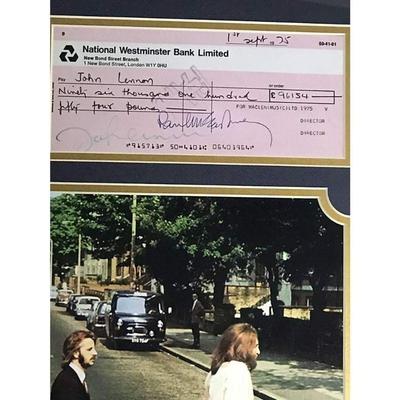 9
1st Sept. 75
50-41-01
National Westminster Bank Limited
New Bond Street Branch
1 New Bond Street, London W1Y 0HU
Pay John Lennon or order
Ninety six thousand one hundred £96134
fifty four pounds
FOR MACLEN(MUSIC)LTD 1975 V
DIRECTOR
DIRECTOR